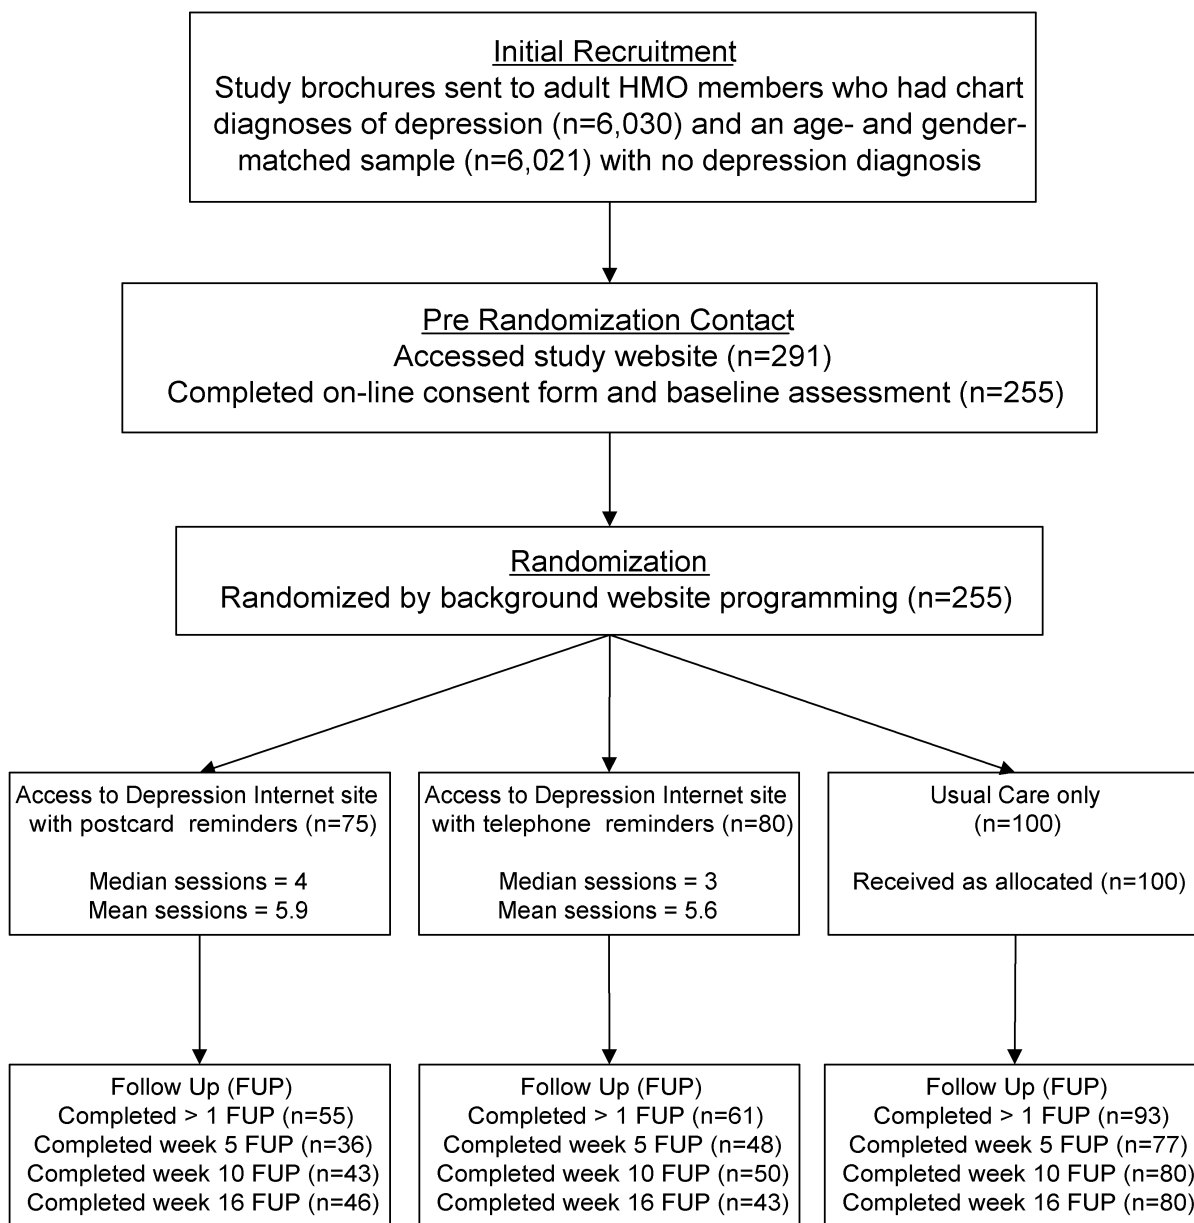 Initial Recruitment
Study brochures sent to adult HMO members who had chart
diagnoses of depression (n=6,030) and an age- and gender-
matched sample (n=6,021) with no depression diagnosis
Pre Randomization Contact
Accessed study website (n=291)
Completed on-line consent form and baseline assessment (n=255)
Randomization
Randomized by background website programming (n=255)
Access to Depression Internet site
with postcard reminders (n=75)
Median sessions = 4
Mean sessions = 5.9
Access to Depression Internet site
with telephone reminders (n=80)
Median sessions = 3
Mean sessions = 5.6
Usual Care only
(n=100)
Received as allocated (n=100)
Follow Up (FUP)
Completed > 1 FUP (n=55)
Completed week 5 FUP (n=36)
Completed week 10 FUP (n=43)
Completed week 16 FUP (n=46)
Follow Up (FUP)
Completed > 1 FUP (n=61)
Completed week 5 FUP (n=48)
Completed week 10 FUP (n=50)
Completed week 16 FUP (n=43)
Follow Up (FUP)
Completed > 1 FUP (n=93)
Completed week 5 FUP (n=77)
Completed week 10 FUP (n=80)
Completed week 16 FUP (n=80)